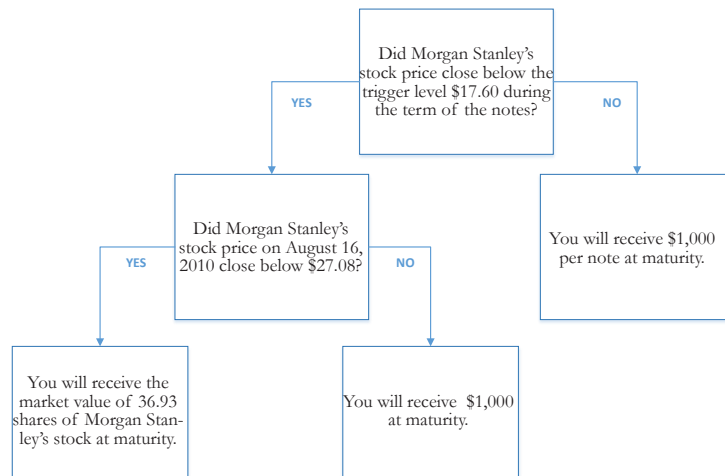 Did Morgan Stanley's
stock price close below the
trigger level $17.60 during
the term of the notes?
YES
NO
Did Morgan Stanley's
stock price on August 16,
2010 close below $27.08?
You will receive $1,000
per note at maturity.
YES
NO
You will receive the
market value of 36.93
shares of Morgan Stan-
ley's stock at maturity.
You will receive $1,000
at maturity.